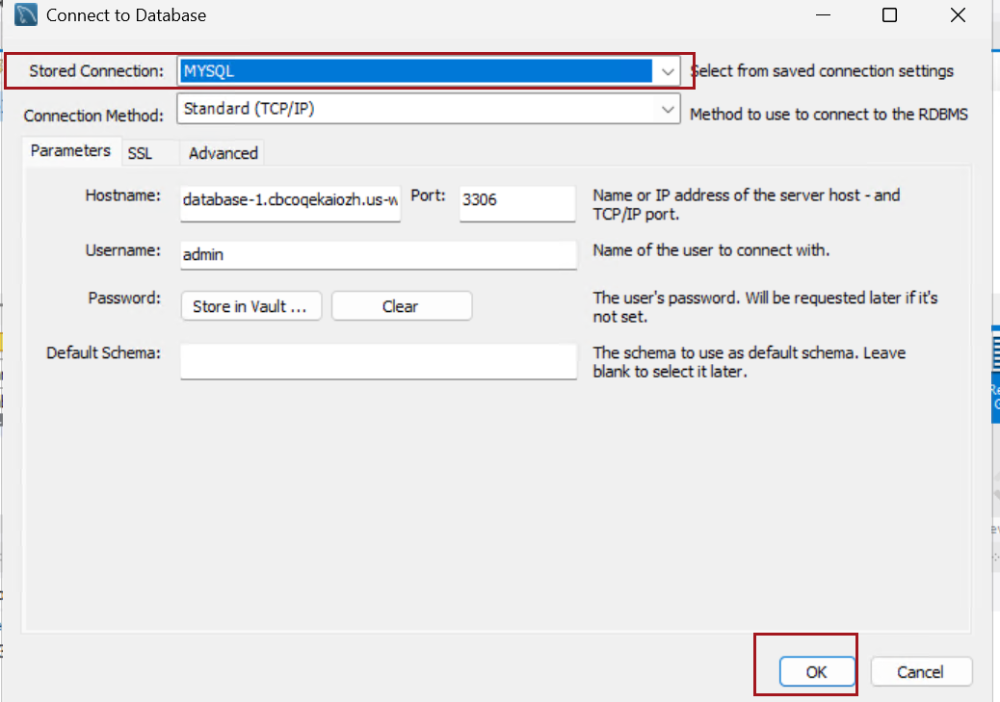 Connect to Database
Stored Connection: MYSQL Select from saved connection settings
Connection Method: Standard (TCP/IP) Method to use to connect to the RDBMS
Parameters SSL Advanced
Hostname: database-1.cbcoqekaiozh.us-w Port: 3306 Name or IP address of the server host - and
TCP/IP port.
Username: admin Name of the user to connect with.
Password: Store in Vault ... Clear The user's password. Will be requested later if it's
not set.
Default Schema: The schema to use as default schema. Leave
blank to select it later.
OK Cancel